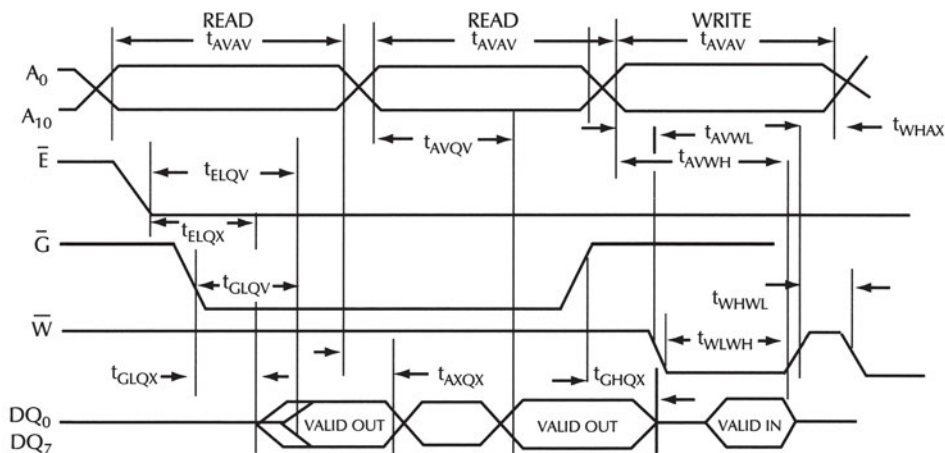 READ READ WRITE
tAVAV tAVAV tAVAV
A0
A10
tAVQV tAVWL tWHAX
tAVWH
E̅
tELQV
tELQX
G̅
tGLQV
tWHWL
W̅
tWLWH
tGLQX tAXQX tGHQX
DQ0
DQ7
VALID OUT VALID OUT VALID IN